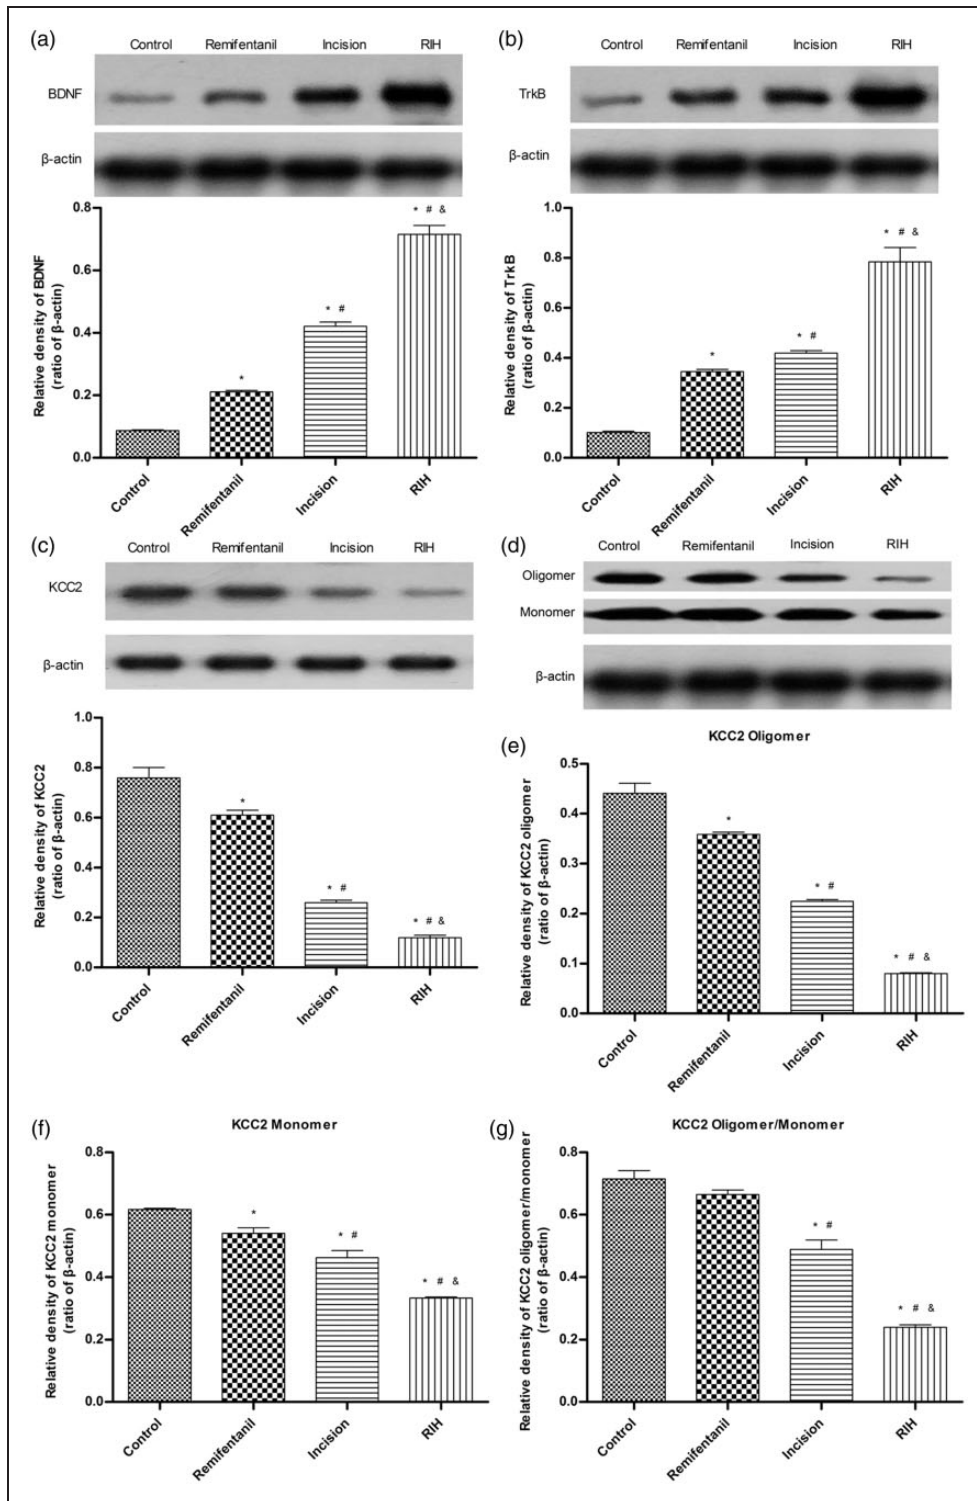 (a)
Control Remifentanil Incision RIH
BDNF
β-actin
Relative density of BDNF
(ratio of β-actin)
0.8
0.6
0.4
0.2
0.0
*
* #
* # &
Control
Remifentanil
Incision
RIH
(b)
Control Remifentanil Incision RIH
TrkB
β-actin
Relative density of TrkB
(ratio of β-actin)
1.0
0.8
0.6
0.4
0.2
0.0
*
* #
* # &
Control
Remifentanil
Incision
RIH
(c)
Control Remifentanil Incision RIH
KCC2
β-actin
Relative density of KCC2
(ratio of β-actin)
1.0
0.8
0.6
0.4
0.2
0.0
*
* #
* # &
Control
Remifentanil
Incision
RIH
(d)
Control Remifentanil Incision RIH
Oligomer
Monomer
β-actin
(e)
KCC2 Oligomer
Relative density of KCC2 oligomer
(ratio of β-actin)
0.5
0.4
0.3
0.2
0.1
0.0
*
* #
* # &
Control
Remifentanil
Incision
RIH
(f)
KCC2 Monomer
Relative density of KCC2 monomer
(ratio of β-actin)
0.8
0.6
0.4
0.2
0.0
*
* #
* # &
Control
Remifentanil
Incision
RIH
(g)
KCC2 Oligomer/Monomer
Relative density of KCC2 oligomer/monomer
(ratio of β-actin)
0.8
0.6
0.4
0.2
0.0
* #
* # &
Control
Remifentanil
Incision
RIH